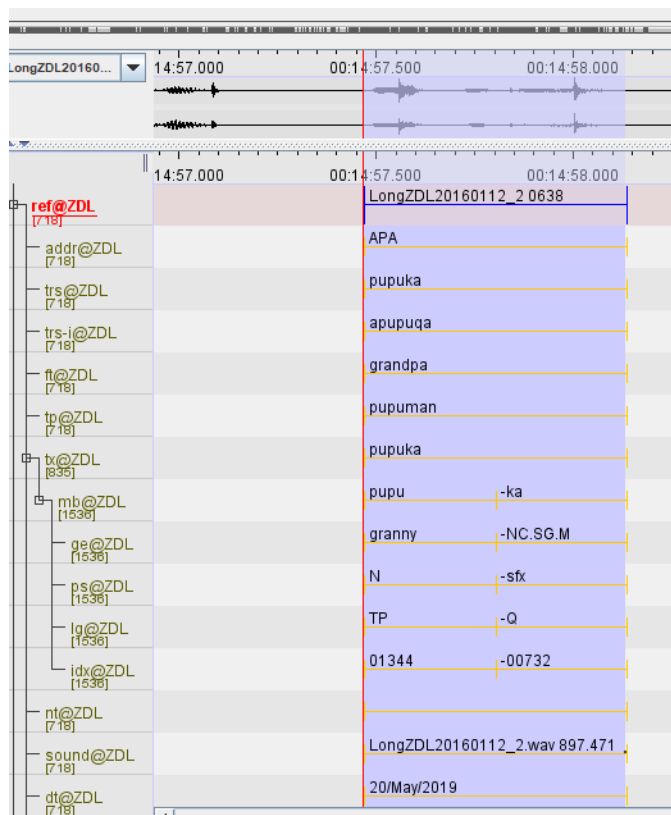 LongZDL20160...
14:57.000 00:14:57.500 00:14:58.000
14:57.000 00:14:57.500 00:14:58.000
ref@ZDL
[718]
LongZDL20160112_2 0638
addr@ZDL
[718]
APA
trs@ZDL
[718]
pupuka
trs-i@ZDL
[718]
apupuqa
ft@ZDL
[718]
grandpa
tp@ZDL
[718]
pupuman
tx@ZDL
[835]
pupuka
mb@ZDL
[1536]
pupu -ka
ge@ZDL
[1536]
granny -NC.SG.M
ps@ZDL
[1536]
N -sfx
lg@ZDL
[1536]
TP -Q
idx@ZDL
[1536]
01344 -00732
nt@ZDL
[718]
sound@ZDL
[718]
LongZDL20160112_2.wav 897.471
dt@ZDL
[718]
20/May/2019